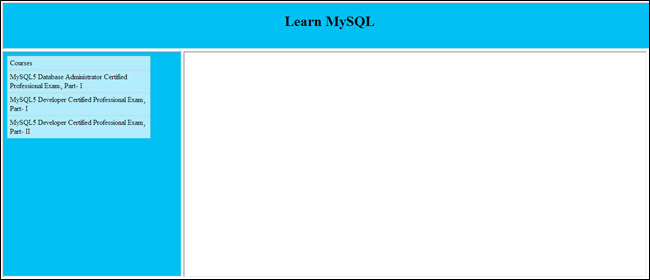 Learn MySQL
Courses
MySQL5 Database Administrator Certified
Professional Exam, Part- I
MySQL5 Developer Certified Professional Exam,
Part- I
MySQL5 Developer Certified Professional Exam,
Part- II